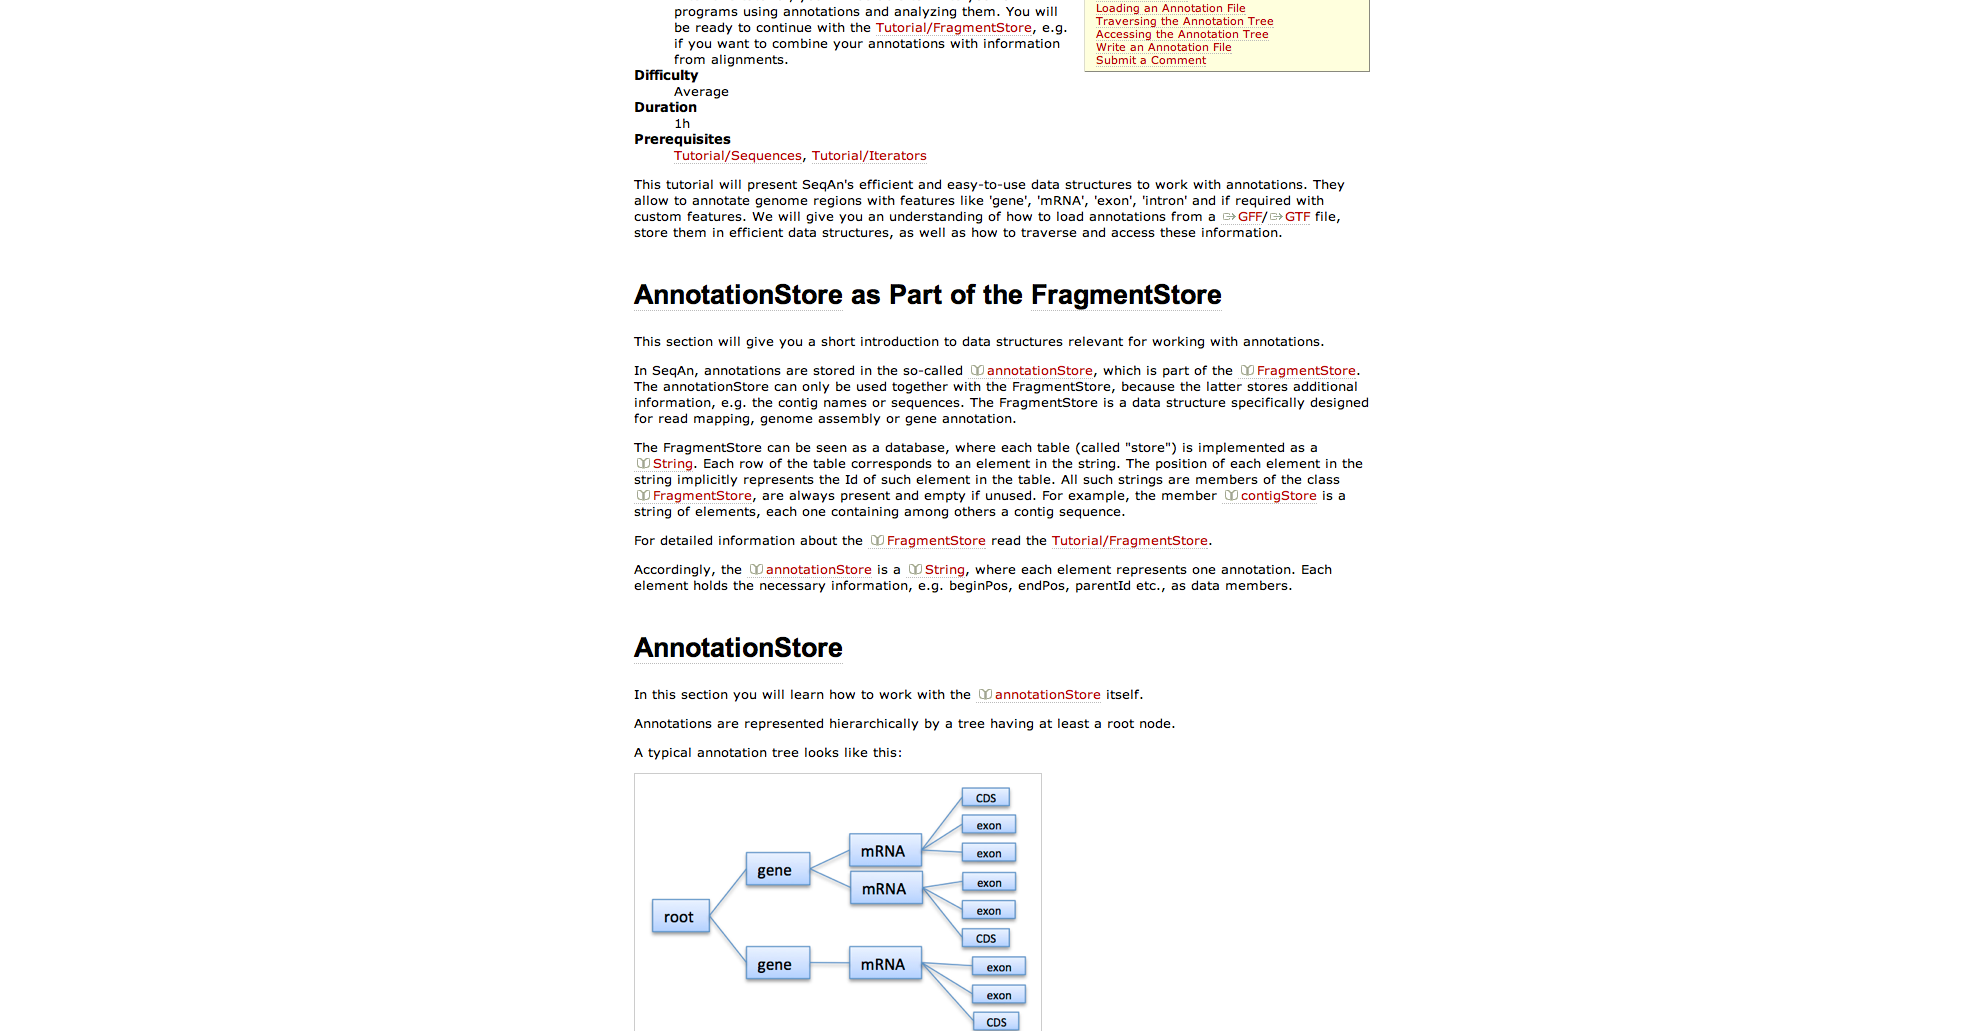 programs using annotations and analyzing them. You will
be ready to continue with the Tutorial/FragmentStore, e.g.
if you want to combine your annotations with information
from alignments.
Loading an Annotation File
Traversing the Annotation Tree
Accessing the Annotation Tree
Write an Annotation File
Submit a Comment
Difficulty
Average
Duration
1h
Prerequisites
Tutorial/Sequences, Tutorial/Iterators
This tutorial will present SeqAn's efficient and easy-to-use data structures to work with annotations. They
allow to annotate genome regions with features like 'gene', 'mRNA', 'exon', 'intron' and if required with
custom features. We will give you an understanding of how to load annotations from a GFF/GTF file,
store them in efficient data structures, as well as how to traverse and access these information.
AnnotationStore as Part of the FragmentStore
This section will give you a short introduction to data structures relevant for working with annotations.
In SeqAn, annotations are stored in the so-called annotationStore, which is part of the FragmentStore.
The annotationStore can only be used together with the FragmentStore, because the latter stores additional
information, e.g. the contig names or sequences. The FragmentStore is a data structure specifically designed
for read mapping, genome assembly or gene annotation.
The FragmentStore can be seen as a database, where each table (called "store") is implemented as a
String. Each row of the table corresponds to an element in the string. The position of each element in the
string implicitly represents the Id of such element in the table. All such strings are members of the class
FragmentStore, are always present and empty if unused. For example, the member contigStore is a
string of elements, each one containing among others a contig sequence.
For detailed information about the FragmentStore read the Tutorial/FragmentStore.
Accordingly, the annotationStore is a String, where each element represents one annotation. Each
element holds the necessary information, e.g. beginPos, endPos, parentId etc., as data members.
AnnotationStore
In this section you will learn how to work with the annotationStore itself.
Annotations are represented hierarchically by a tree having at least a root node.
A typical annotation tree looks like this:
CDS
exon
mRNA
exon
gene
exon
mRNA
exon
root
CDS
gene
mRNA
exon
exon
CDS